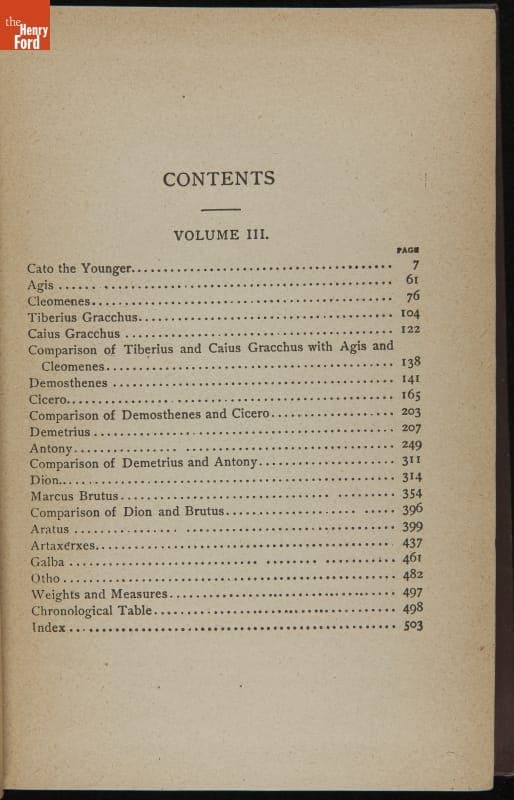 the
Henry
Ford
CONTENTS
VOLUME III.
PAGE
Cato the Younger........................................ 7
Agis ...... ........................................ 61
Cleomenes............................................. 76
Tiberius Gracchus..................................... 104
Caius Gracchus ....................................... 122
Comparison of Tiberius and Caius Gracchus with Agis and
Cleomenes........................................... 138
Demosthenes ......................................... 141
Cicero............... ................................ 165
Comparison of Demosthenes and Cicero................... 203
Demetrius ............................................ 207
Antony................ .............................. 249
Comparison of Demetrius and Antony.................... 311
Dion.................................................. 314
Marcus Brutus............................... ......... 354
Comparison of Dion and Brutus............... ..... 396
Aratus ............................................... 399
Artaxerxes............................................ 437
Galba ............................ ........ .......... 461
Otho ................................................. 482
Weights and Measures.................................. 497
Chronological Table................................... 498
Index ................................................ 503